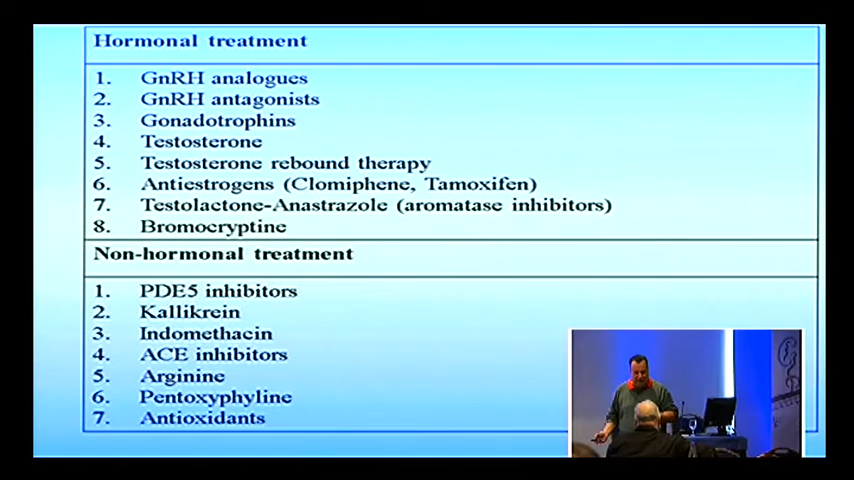 Hormonal treatment
1. GnRH analogues
2. GnRH antagonists
3. Gonadotrophins
4. Testosterone
5. Testosterone rebound therapy
6. Antiestrogens (Clomiphene, Tamoxifen)
7. Testolactone-Anastrazole (aromatase inhibitors)
8. Bromocryptine
Non-hormonal treatment
1. PDE5 inhibitors
2. Kallikrein
3. Indomethacin
4. ACE inhibitors
5. Arginine
6. Pentoxyphyline
7. Antioxidants